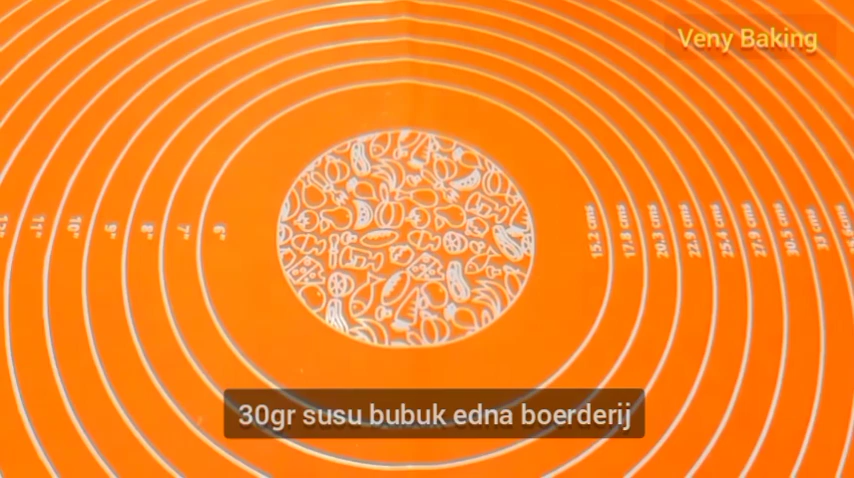 Veny Baking
12"
11"
10"
9"
8"
7"
6"
15.2 cms
17.8 cms
20.3 cms
22.9 cms
25.4 cms
27.9 cms
30.5 cms
33 cms
30gr susu bubuk edna boerderij